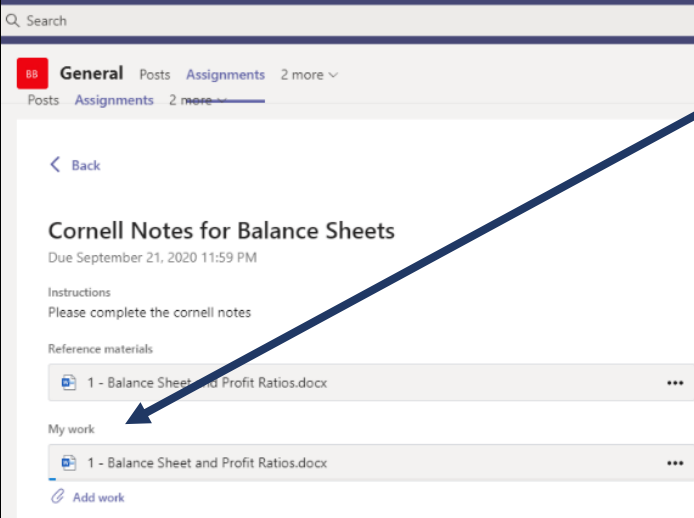 Search
BB General Posts Assignments 2 more
Posts Assignments 2 more
Back
Cornell Notes for Balance Sheets
Due September 21, 2020 11:59 PM
Instructions
Please complete the cornell notes
Reference materials
1 - Balance Sheet and Profit Ratios.docx
My work
1 - Balance Sheet and Profit Ratios.docx
Add work